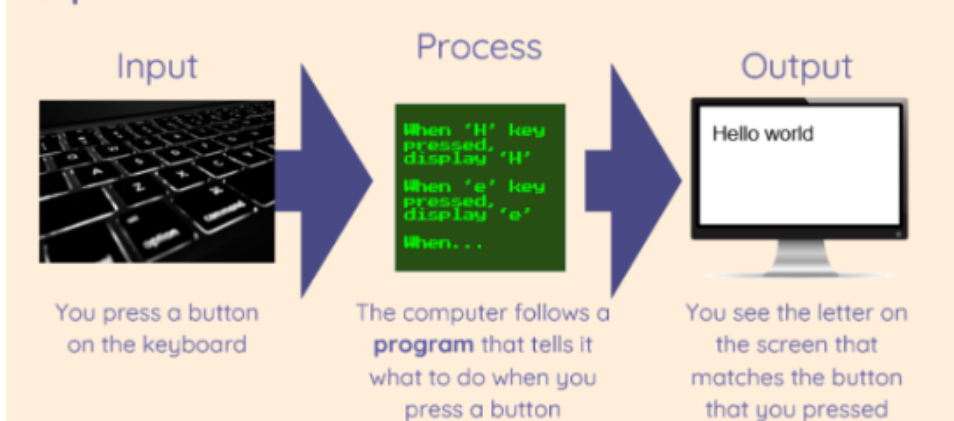 Input
Process
Output
When 'H' key
pressed,
display 'H'
When 'e' key
pressed,
display 'e'
When...
Hello world
A
Z
X
⌘
option
command
You press a button
on the keyboard
The computer follows a
program that tells it
what to do when you
press a button
You see the letter on
the screen that
matches the button
that you pressed